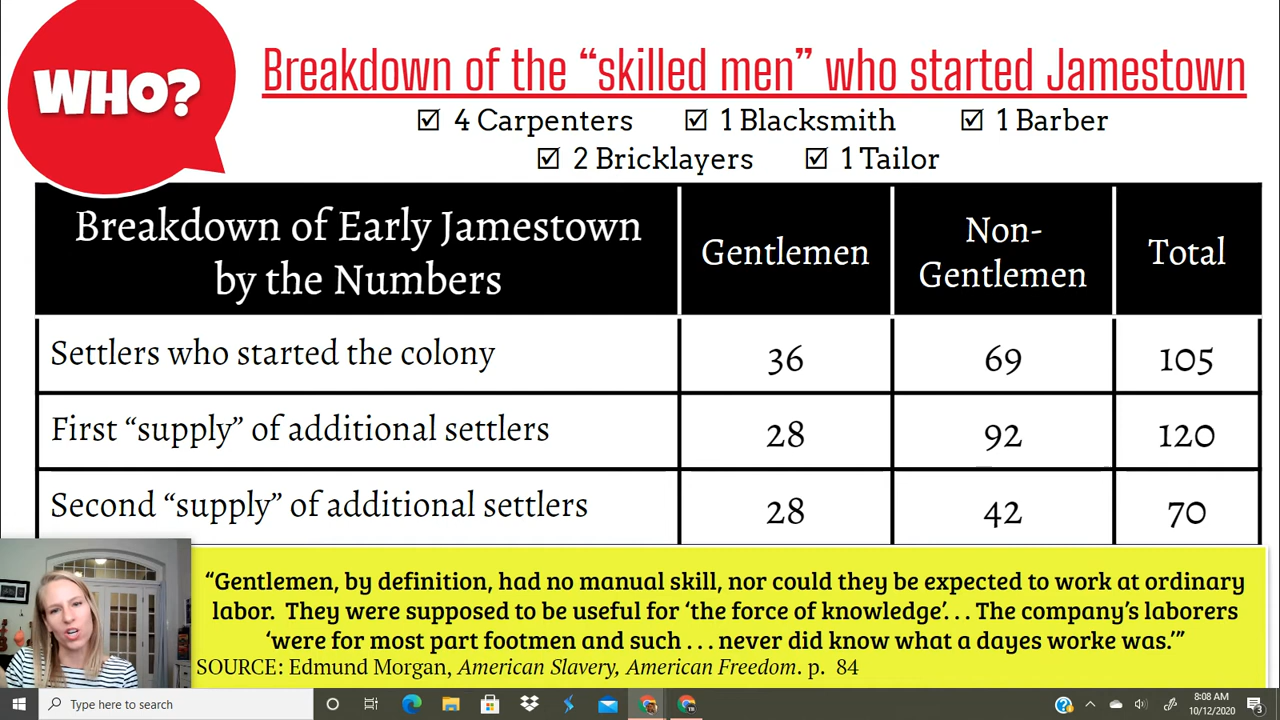 WHO?
Breakdown of the “skilled men” who started Jamestown
☑ 4 Carpenters ☑ 1 Blacksmith ☑ 1 Barber
☑ 2 Bricklayers ☑ 1 Tailor
Breakdown of Early Jamestown
by the Numbers
Gentlemen
Non-
Gentlemen
Total
Settlers who started the colony 36 69 105
First “supply” of additional settlers 28 92 120
Second “supply” of additional settlers 28 42 70
“Gentlemen, by definition, had no manual skill, nor could they be expected to work at ordinary
labor. They were supposed to be useful for ‘the force of knowledge’. . . The company’s laborers
‘were for most part footmen and such . . . never did know what a dayes worke was.’”
SOURCE: Edmund Morgan, American Slavery, American Freedom. p. 84
Type here to search
8:08 AM
10/12/2020
3